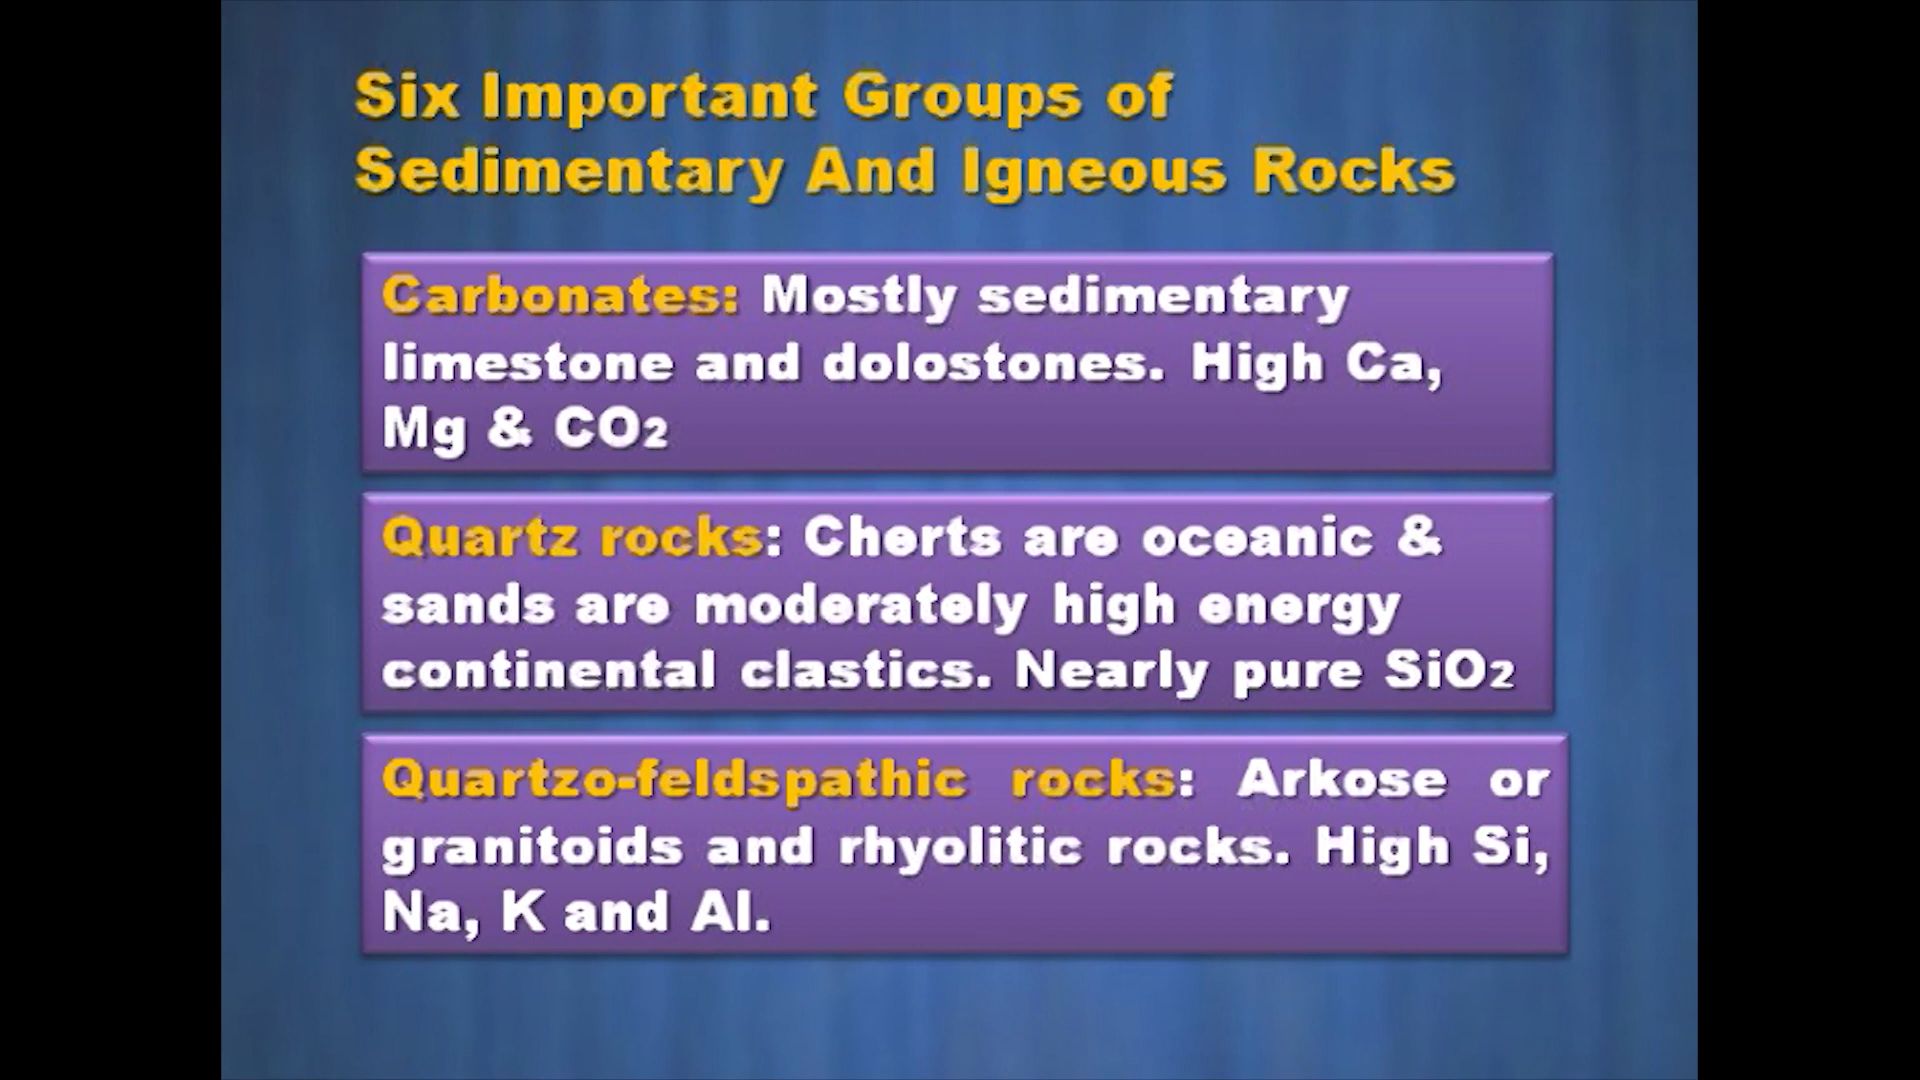 Six Important Groups of
Sedimentary And Igneous Rocks
Carbonates: Mostly sedimentary
limestone and dolostones. High Ca,
Mg & CO2
Quartz rocks: Cherts are oceanic &
sands are moderately high energy
continental clastics. Nearly pure SiO2
Quartzo-feldspathic rocks: Arkose or
granitoids and rhyolitic rocks. High Si,
Na, K and Al.